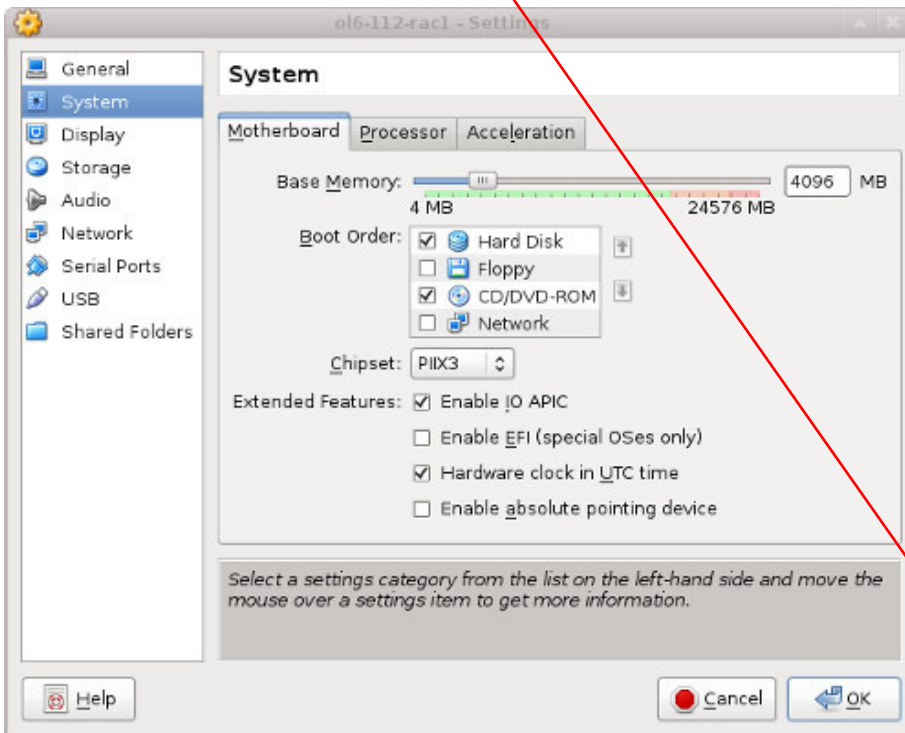 ol6-112-rac1 - Settings
General
System
Display
Storage
Audio
Network
Serial Ports
USB
Shared Folders
System
Motherboard Processor Acceleration
Base Memory: 4096 MB
4 MB 24576 MB
Boot Order: Hard Disk
Floppy
CD/DVD-ROM
Network
Chipset: PIIX3
Extended Features: Enable IO APIC
Enable EFI (special OSes only)
Hardware clock in UTC time
Enable absolute pointing device
Select a settings category from the list on the left-hand side and move the
mouse over a settings item to get more information.
Help Cancel OK